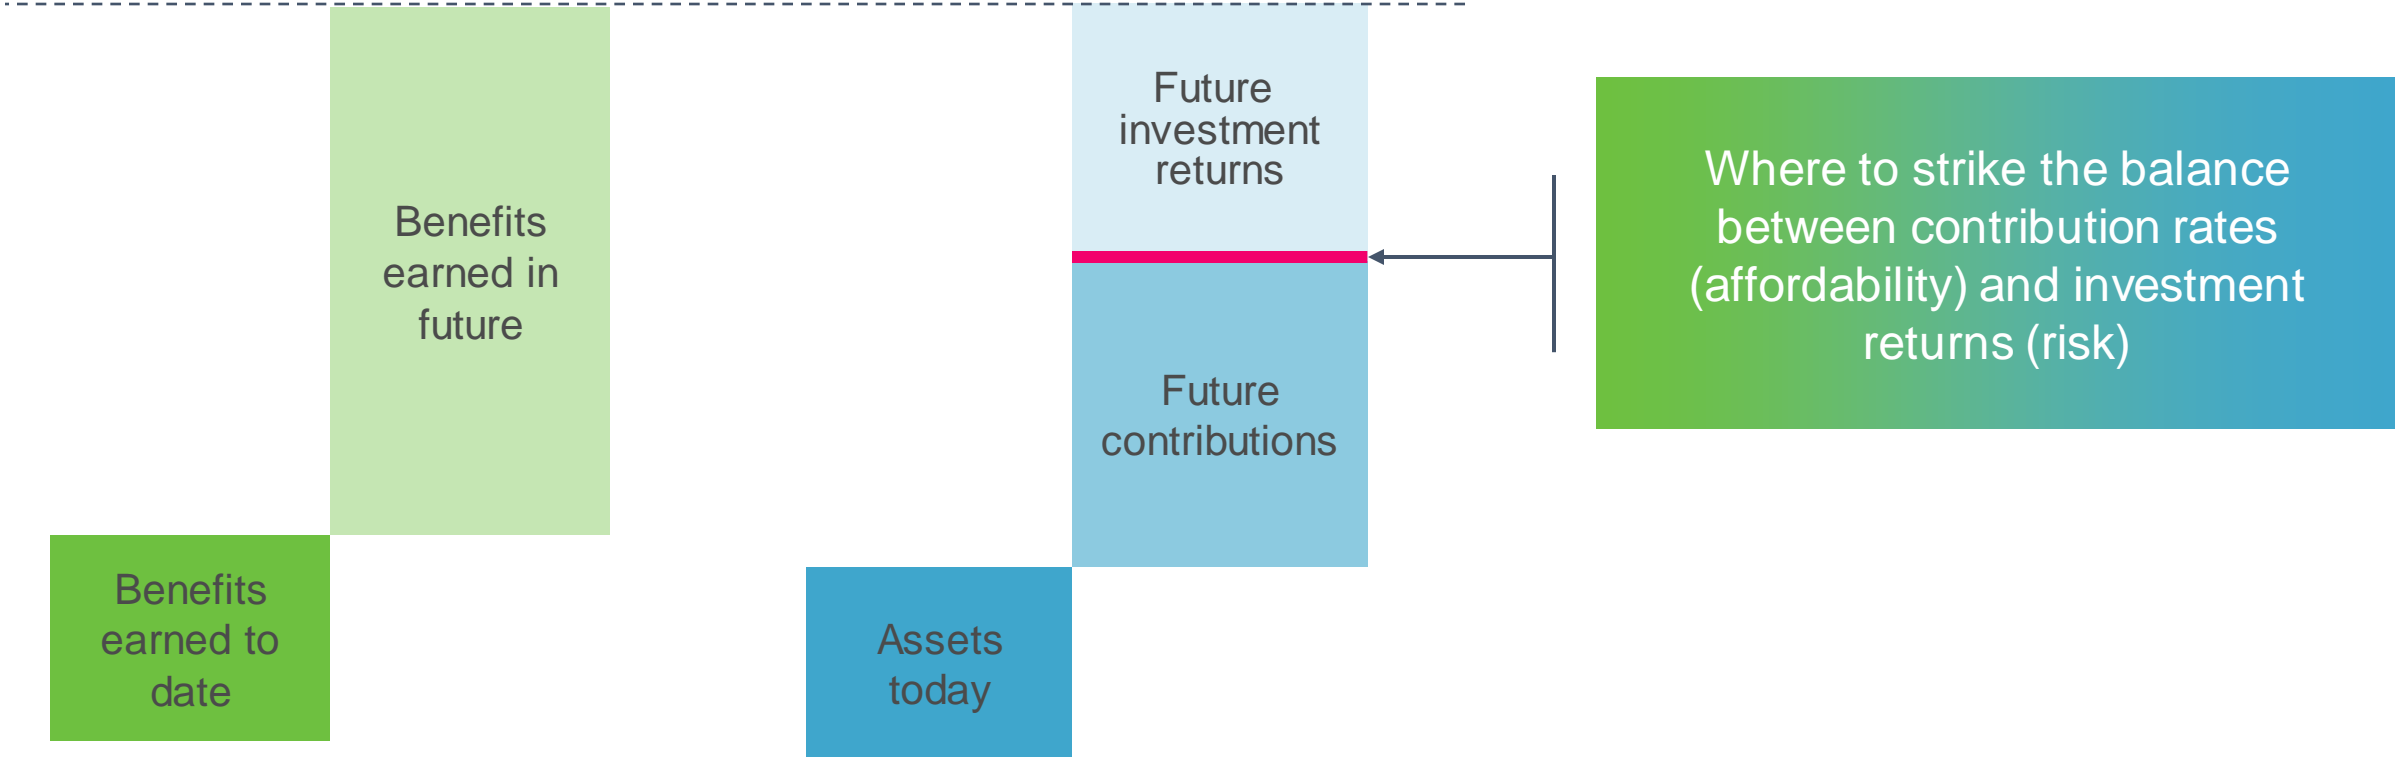 Benefits
earned in
future
Benefits
earned to
date
Future
investment
returns
Future
contributions
Assets
today
Where to strike the balance
between contribution rates
(affordability) and investment
returns (risk)